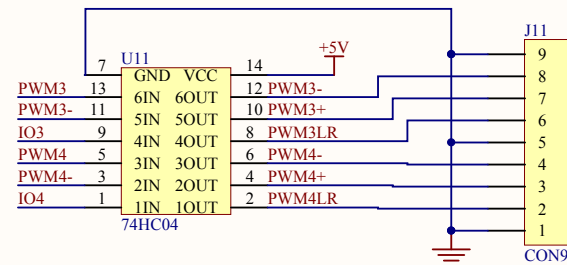 J11
U11
+5V
7 GND VCC 14
PWM3 13 6IN 6OUT 12 PWM3-
PWM3- 11 5IN 5OUT 10 PWM3+
IO3 9 4IN 4OUT 8 PWM3LR
PWM4 5 3IN 3OUT 6 PWM4-
PWM4- 3 2IN 2OUT 4 PWM4+
IO4 1 1IN 1OUT 2 PWM4LR
74HC04
9
8
7
6
5
4
3
2
1
CON9